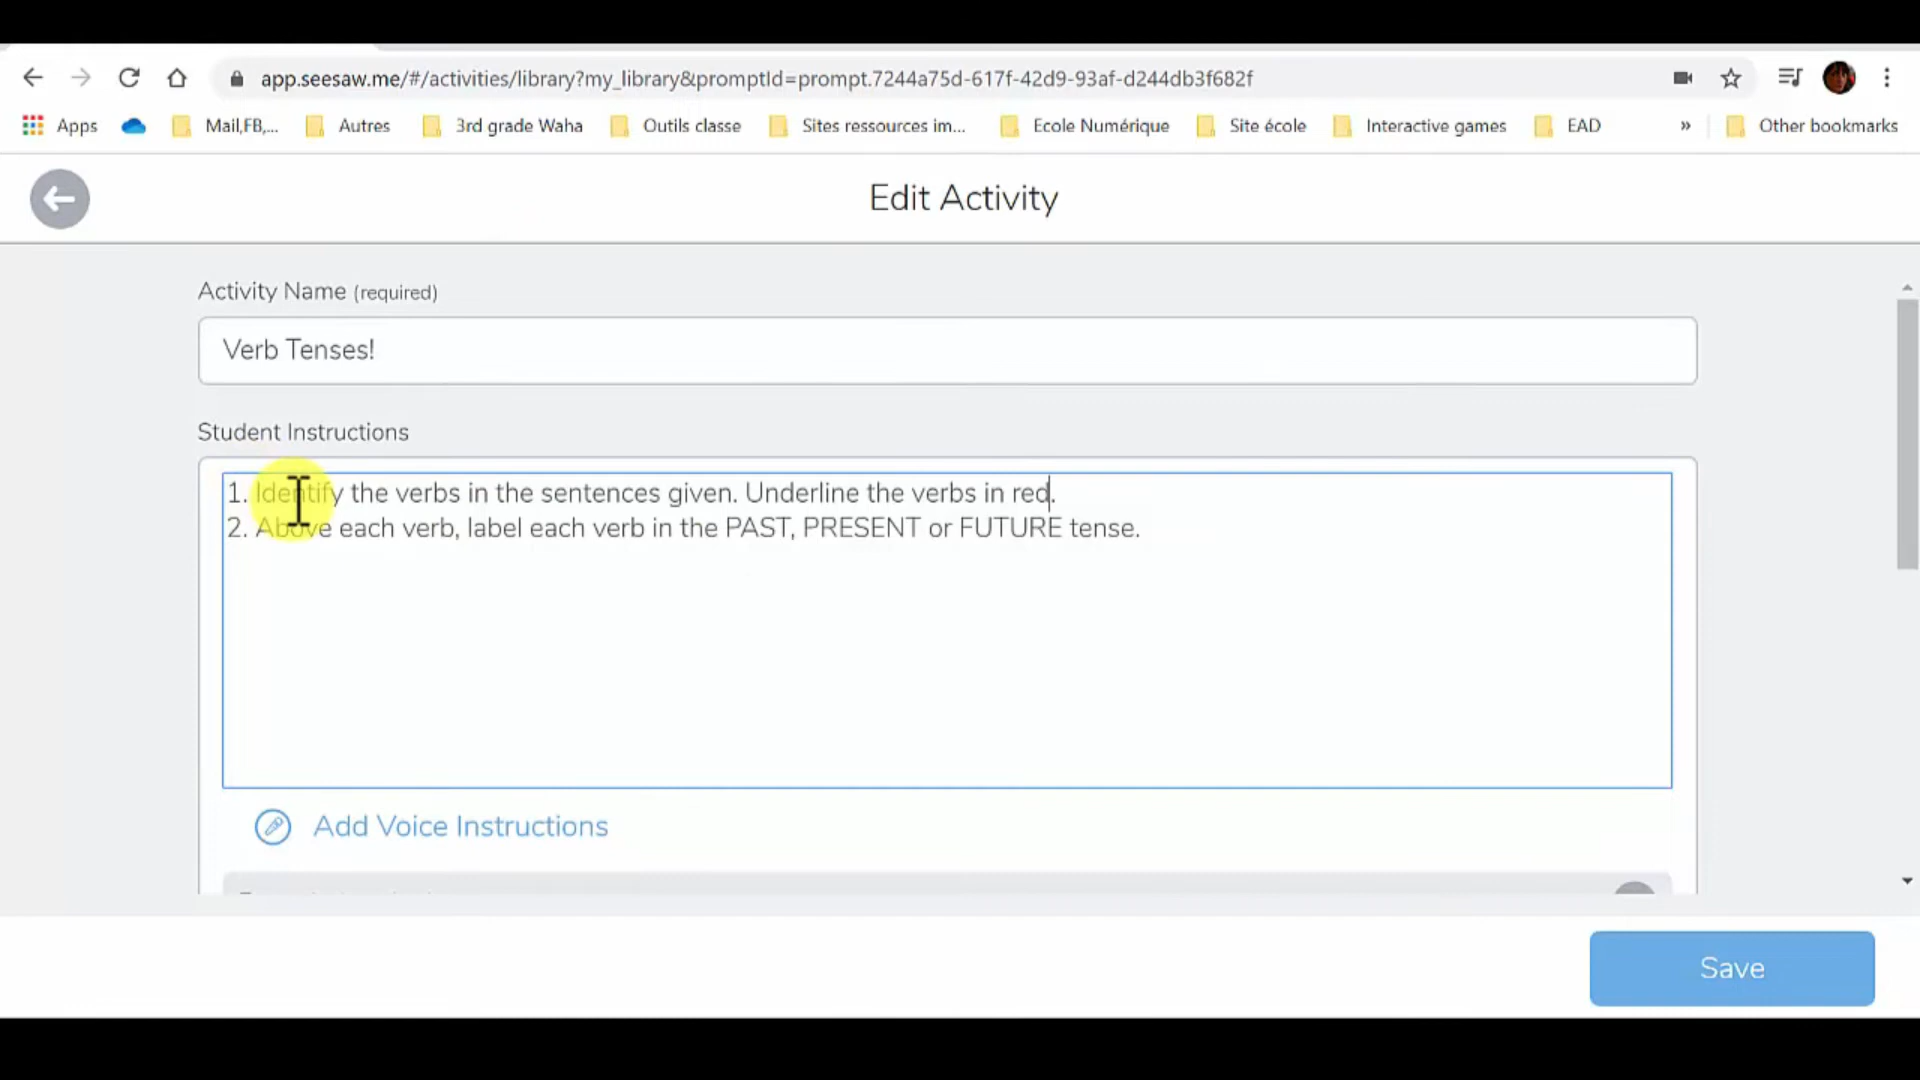 app.seesaw.me/#/activities/library?my_library&promptId=prompt.7244a75d-617f-42d9-93af-d244db3f682f
Apps Mail,FB,... Autres 3rd grade Waha Outils classe Sites ressources im... Ecole Numérique Site école Interactive games EAD » Other bookmarks
Edit Activity
Activity Name (required)
Verb Tenses!
Student Instructions
1. Identify the verbs in the sentences given. Underline the verbs in red.
2. Above each verb, label each verb in the PAST, PRESENT or FUTURE tense.
Add Voice Instructions
Save